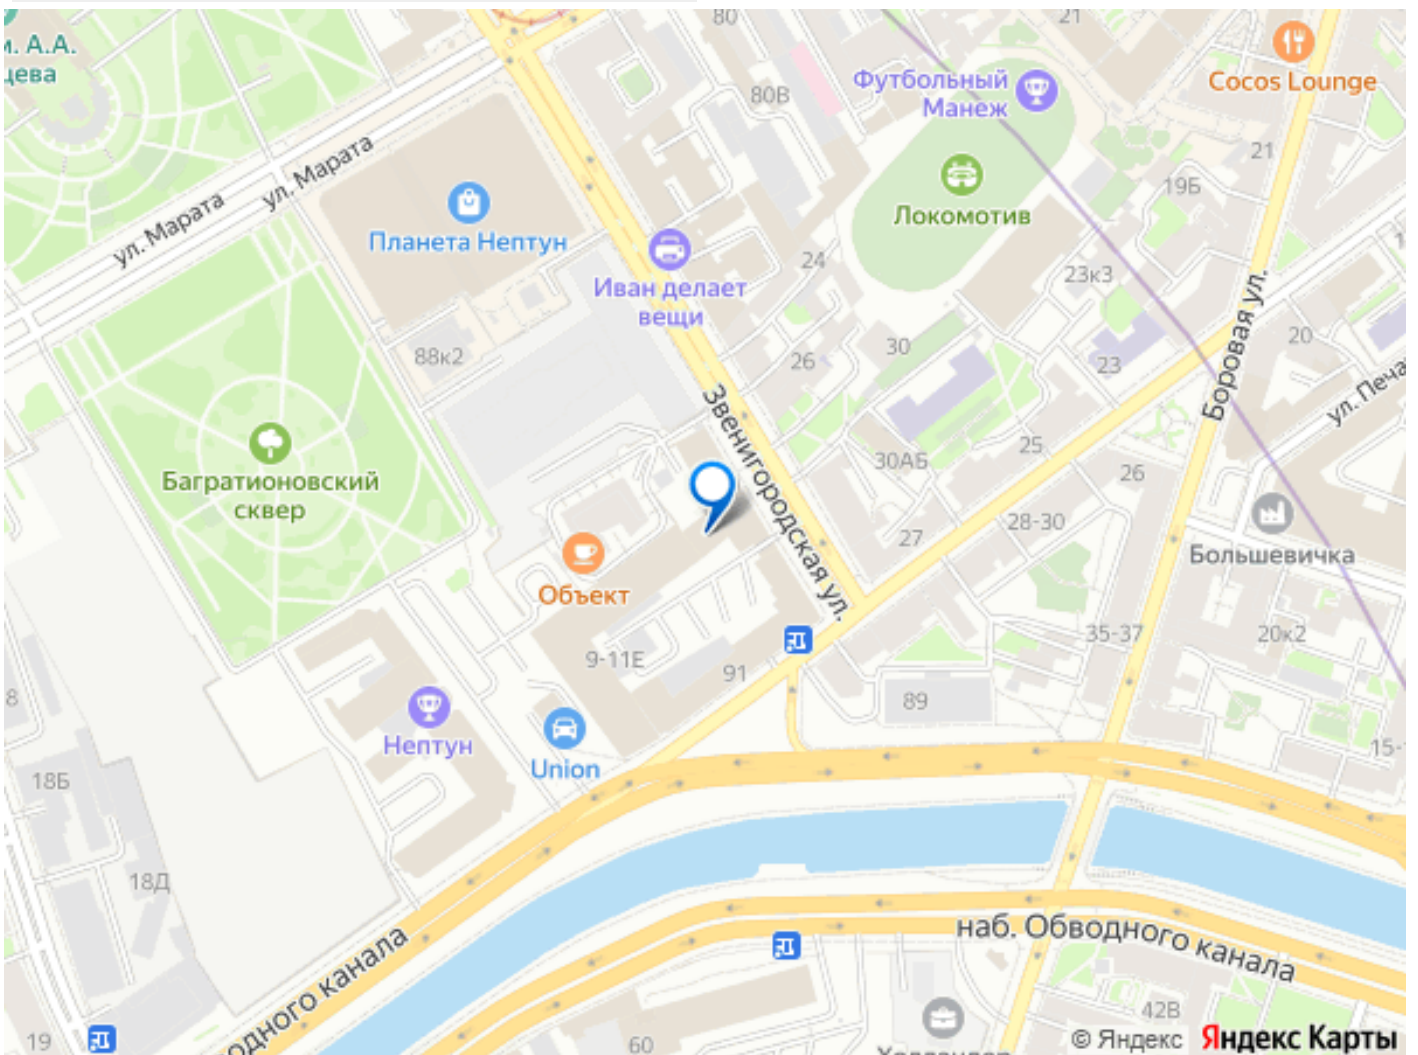 80
21
м. А.А.
цева
Футбольный
Манеж
Cocos Lounge
80В
ул. Марата
ул. Марата
21
19Б
Планета Нептун
Локомотив
24
23к3
Иван делает
вещи
88к2
26
30
23
20
Боровая ул.
ул. Печа
Звенигородская ул.
Багратионовский
сквер
30АБ
25
26
27
28-30
Большевичка
Объект
9-11Е
91
35-37
20к2
8
89
Нептун
Union
15-
18Б
18Д
наб. Обводного канала
одного канала
42В
19
60
© Яндекс Яндекс Карты